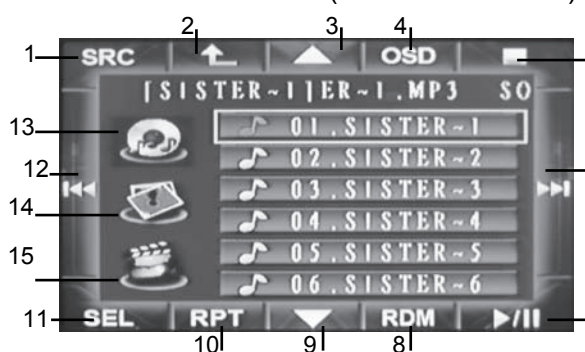 2 3 4
1 SRC OSD
[SISTER~1]ER~1.MP3 SO
13 01.SISTER~1
12 02.SISTER~2
03.SISTER~3
14 04.SISTER~4
15 05.SISTER~5
06.SISTER~6
11 SEL RPT RDM
10 9 8